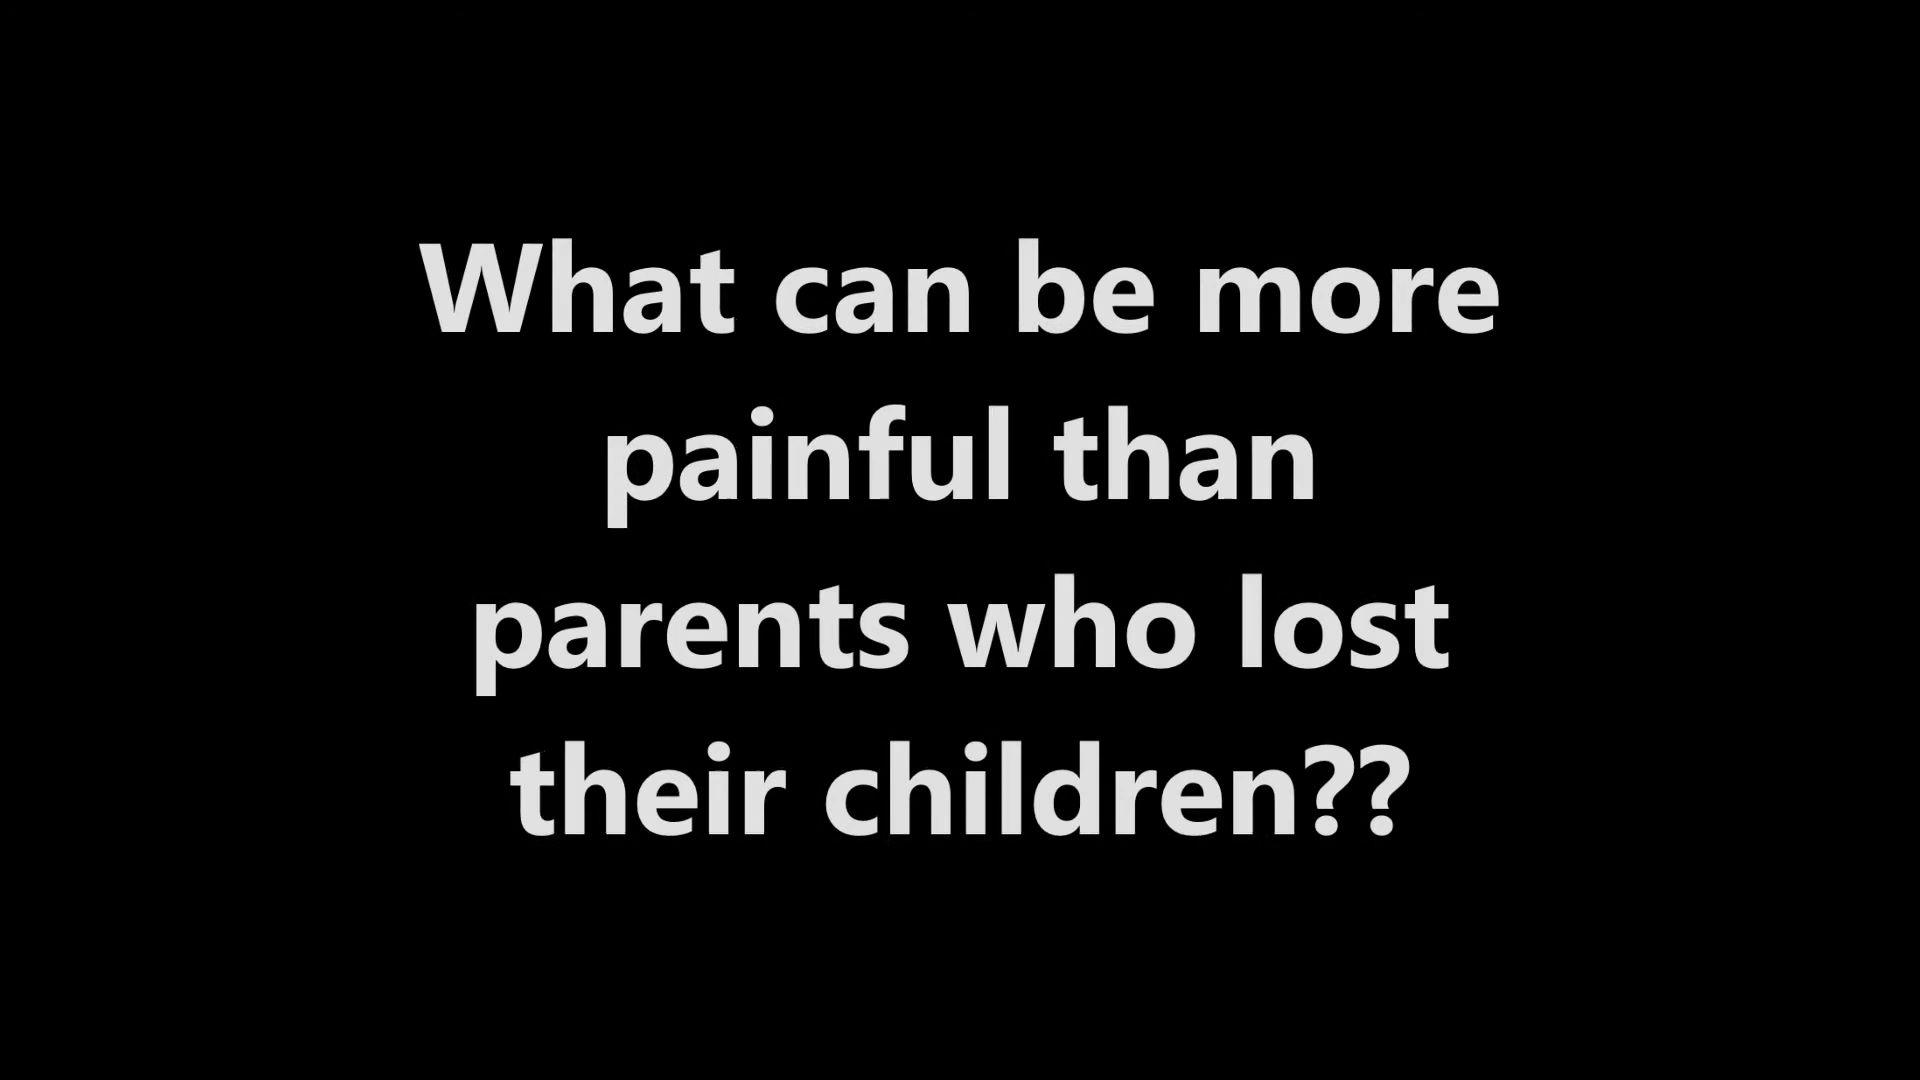 What can be more
painful than
parents who lost
their children??